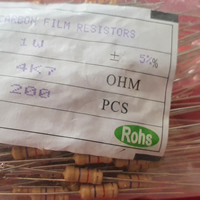 CARBON FILM RESISTORS
1W ± 5%
4K7 OHM
200 PCS
Rohs